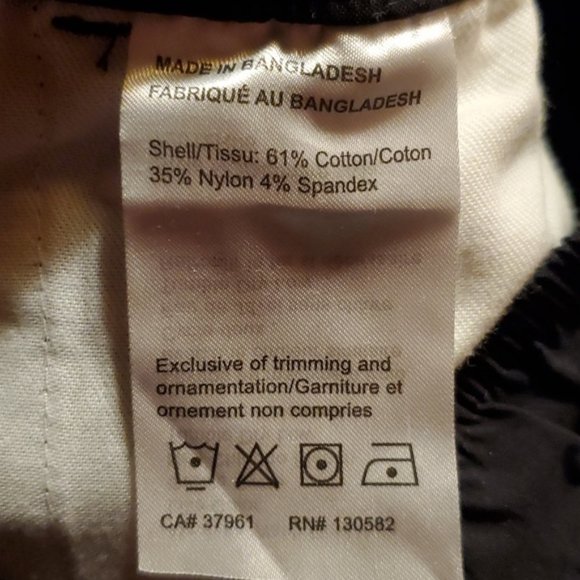 MADE IN BANGLADESH
FABRIQUÉ AU BANGLADESH
Shell/Tissu: 61% Cotton/Coton
35% Nylon 4% Spandex
Exclusive of trimming and
ornamentation/Garniture et
ornement non compries
CA# 37961 RN# 130582